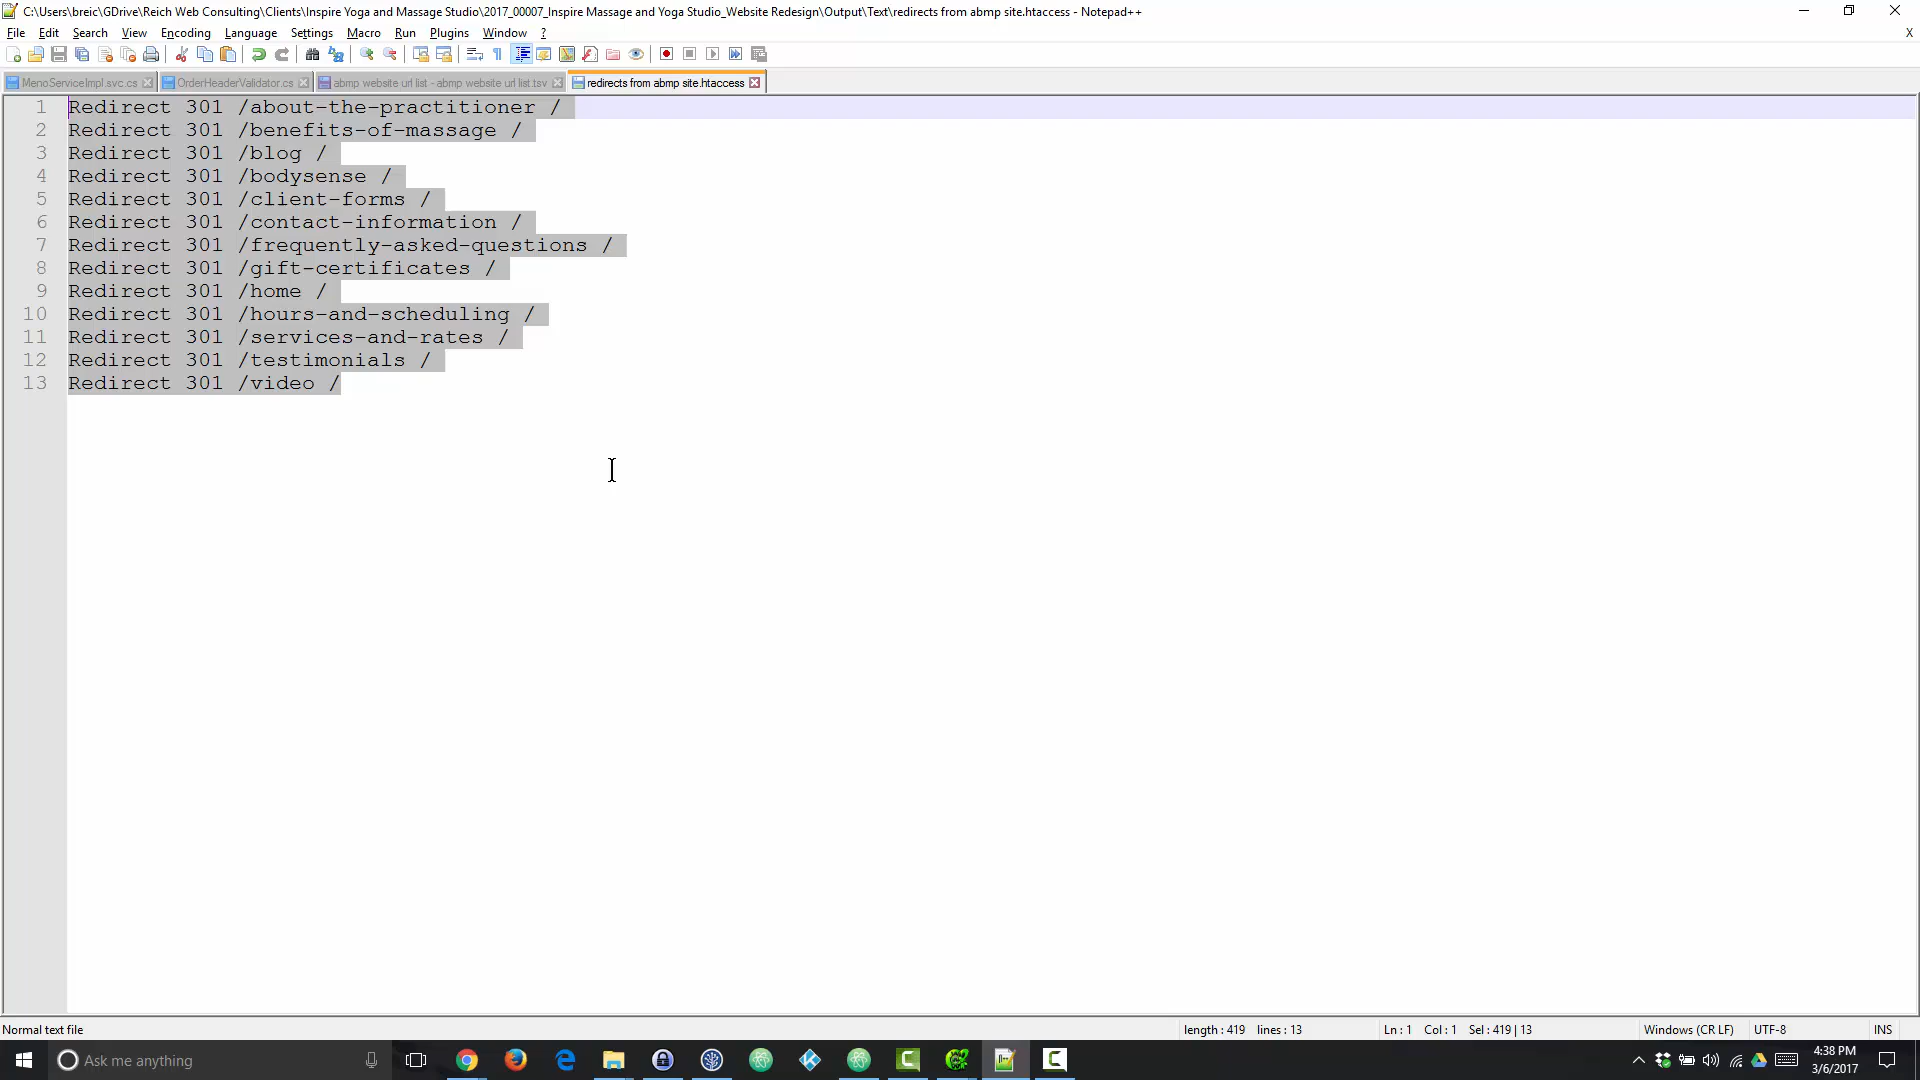 C:\Users\breic\GDrive\Reich Web Consulting\Clients\Inspire Yoga and Massage Studio\2017_00007_Inspire Massage and Yoga Studio_Website Redesign\Output\Text\redirects from abmp site.htaccess - Notepad++
File Edit Search View Encoding Language Settings Macro Run Plugins Window ? X
MenoServiceImpl.svc.cs OrderHeaderValidator.cs abmp website url list - abmp website url list.tsv redirects from abmp site.htaccess
1 Redirect 301 /about-the-practitioner /
2 Redirect 301 /benefits-of-massage /
3 Redirect 301 /blog /
4 Redirect 301 /bodysense /
5 Redirect 301 /client-forms /
6 Redirect 301 /contact-information /
7 Redirect 301 /frequently-asked-questions /
8 Redirect 301 /gift-certificates /
9 Redirect 301 /home /
10 Redirect 301 /hours-and-scheduling /
11 Redirect 301 /services-and-rates /
12 Redirect 301 /testimonials /
13 Redirect 301 /video /
Normal text file length : 419 lines : 13 Ln : 1 Col : 1 Sel : 419 | 13 Windows (CR LF) UTF-8 INS
Ask me anything
4:38 PM
3/6/2017